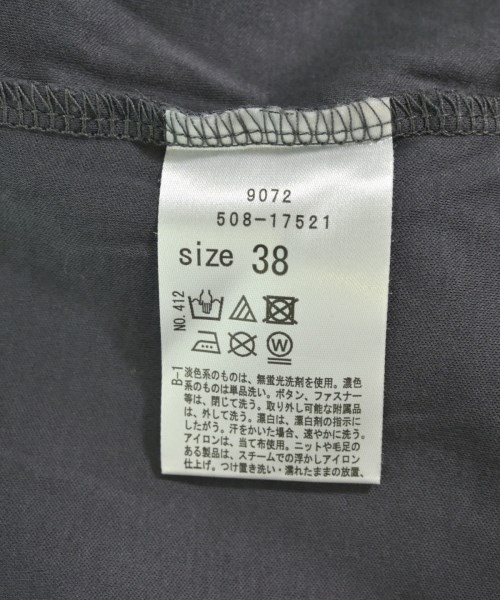 9072
508-17521
size 38
NO.412
B-1
淡色系のものは、無蛍光洗剤を使用。濃色
系のものは単品洗い。ボタン、ファスナー
等は、閉じて洗う。取り外し可能な附属品
は、外して洗う。漂白は、漂白剤の指示に
したがう。汗をかいた場合、速やかに洗う。
アイロンは、当て布使用。ニットや毛足の
ある製品は、スチームでの浮かしアイロン
仕上げ。つけ置き洗い・濡れたままの放置、